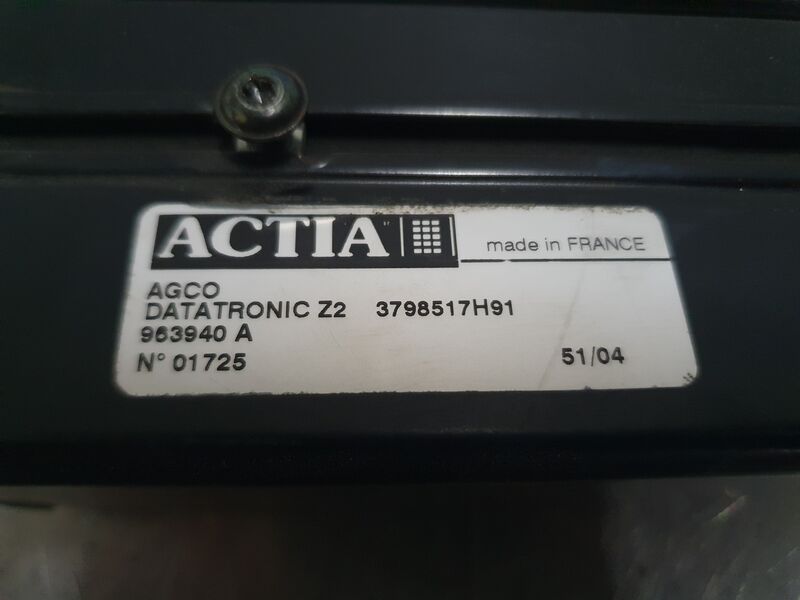 ACTIA
made in FRANCE
AGCO
DATATRONIC Z2 3798517H91
963940 A
N° 01725 51/04